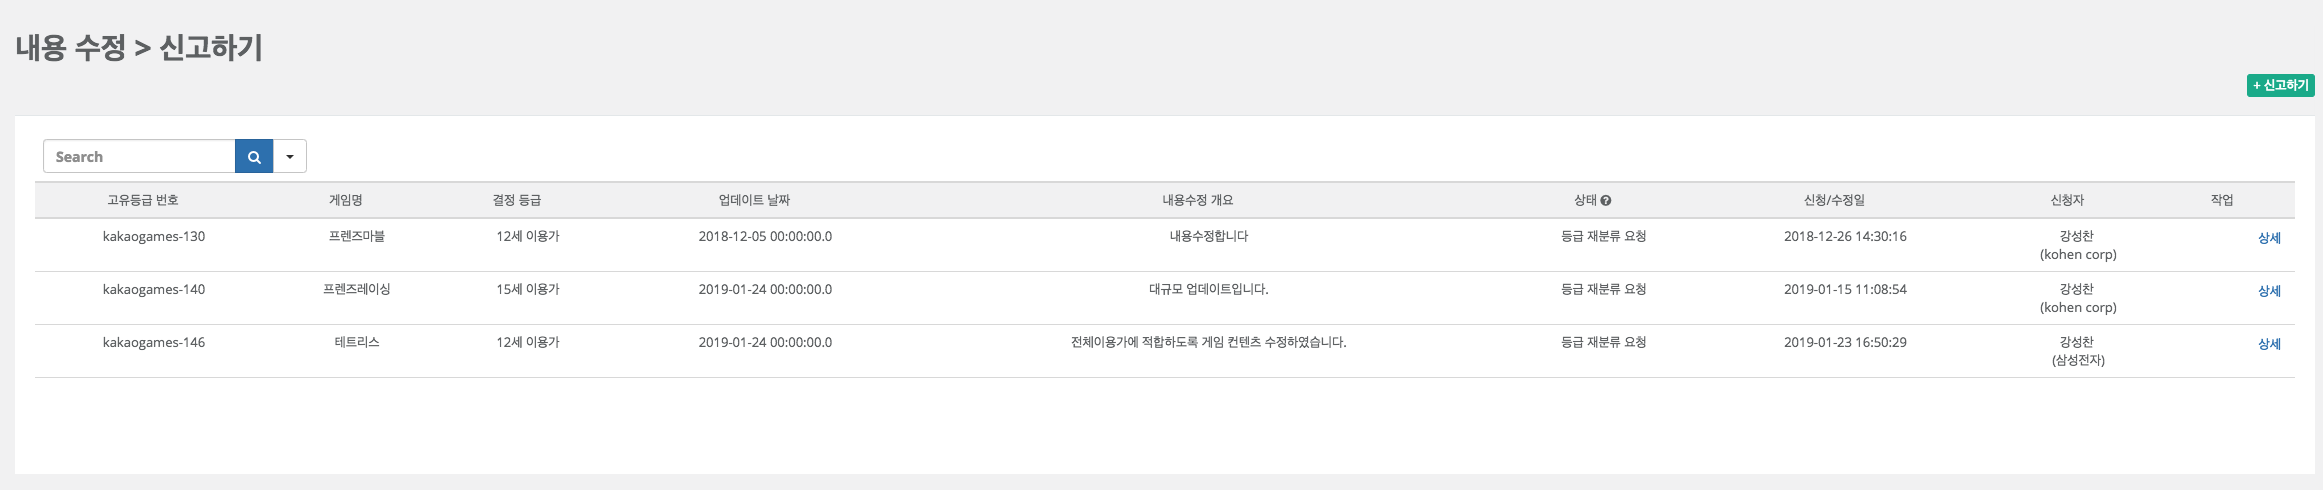 내용 수정 > 신고하기
+ 신고하기
Search
고유등급 번호 게임명 결정 등급 업데이트 날짜 내용수정 개요 상태 신청/수정일 신청자 작업
kakaogames-130 프렌즈마블 12세 이용가 2018-12-05 00:00:00.0 내용수정합니다 등급 재분류 요청 2018-12-26 14:30:16 강성찬 상세
(kohen corp)
kakaogames-140 프렌즈레이싱 15세 이용가 2019-01-24 00:00:00.0 대규모 업데이트입니다. 등급 재분류 요청 2019-01-15 11:08:54 강성찬 상세
(kohen corp)
kakaogames-146 테트리스 12세 이용가 2019-01-24 00:00:00.0 전체이용가에 적합하도록 게임 컨텐츠 수정하였습니다. 등급 재분류 요청 2019-01-23 16:50:29 강성찬 상세
(삼성전자)